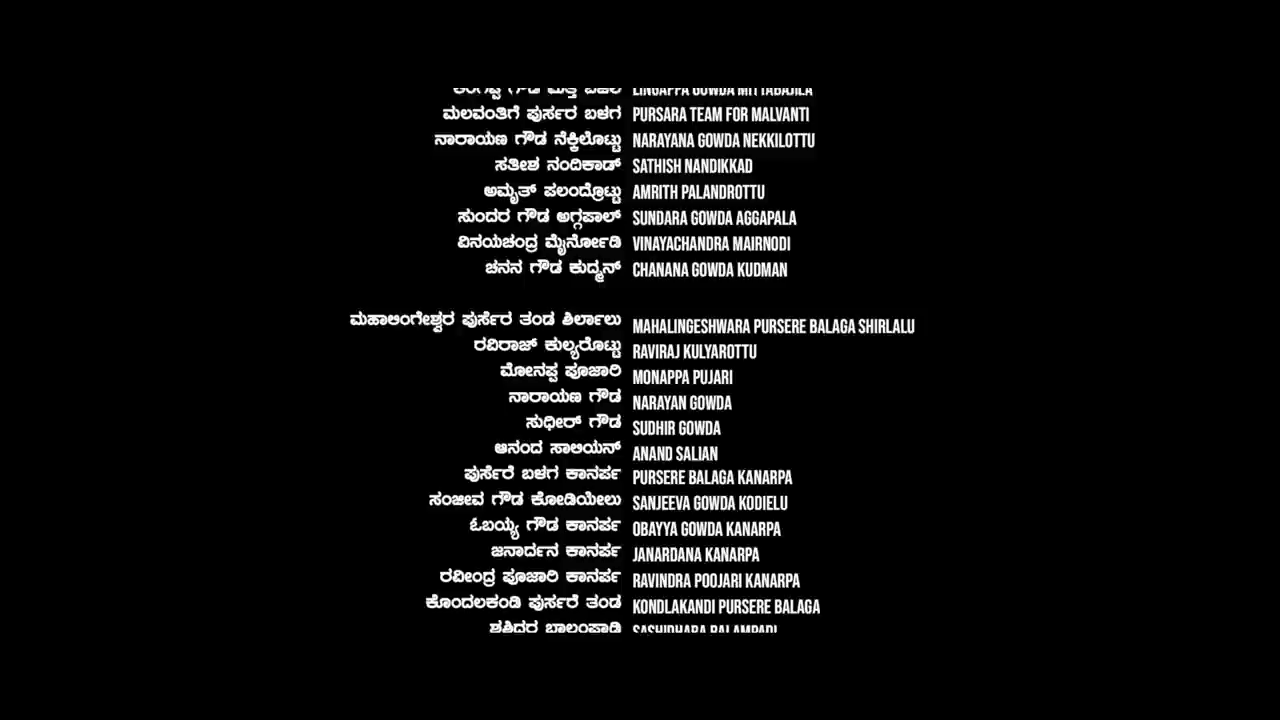 ಮಲವಂತಿಗೆ ಪುರ್ಸರ ಬಳಗ PURSARA TEAM FOR MALVANTI
ನಾರಾಯಣ ಗೌಡ ನೆಕ್ಕಿಲೊಟ್ಟು NARAYANA GOWDA NEKKILOTTU
ಸತೀಶ ನಂದಿಕಾಡ್ SATHISH NANDIKKAD
ಅಮೃತ್ ಪಲಂದ್ರೊಟ್ಟು AMRITH PALANDROTTU
ಸುಂದರ ಗೌಡ ಅಗ್ಗಪಾಲ್ SUNDARA GOWDA AGGAPALA
ವಿನಯಚಂದ್ರ ಮೈರ್ನೋಡಿ VINAYACHANDRA MAIRNODI
ಚನನ ಗೌಡ ಕುದ್ಮನ್ CHANANA GOWDA KUDMAN
ಮಹಾಲಿಂಗೇಶ್ವರ ಪುರ್ಸೆರ ತಂಡ ಶಿರ್ಲಾಲು MAHALINGESHWARA PURSERE BALAGA SHIRLALU
ರವಿರಾಜ್ ಕುಲ್ಯರೊಟ್ಟು RAVIRAJ KULYAROTTU
ಮೋನಪ್ಪ ಪೂಜಾರಿ MONAPPA PUJARI
ನಾರಾಯಣ ಗೌಡ NARAYAN GOWDA
ಸುಧೀರ್ ಗೌಡ SUDHIR GOWDA
ಆನಂದ ಸಾಲಿಯನ್ ANAND SALIAN
ಪುರ್ಸೆರೆ ಬಳಗ ಕಾನರ್ಪ PURSERE BALAGA KANARPA
ಸಂಜೀವ ಗೌಡ ಕೋಡಿಯೇಲು SANJEEVA GOWDA KODIELU
ಓಬಯ್ಯ ಗೌಡ ಕಾನರ್ಪ OBAYYA GOWDA KANARPA
ಜನಾರ್ದನ ಕಾನರ್ಪ JANARDANA KANARPA
ರವೀಂದ್ರ ಪೂಜಾರಿ ಕಾನರ್ಪ RAVINDRA POOJARI KANARPA
ಕೊಂದಲಕಂಡಿ ಪುರ್ಸರೆ ತಂಡ KONDLAKANDI PURSERE BALAGA
ಶಶಿದರ ಬಾಲಂಪಾಡಿ SASHIDHARA BALAMPADI